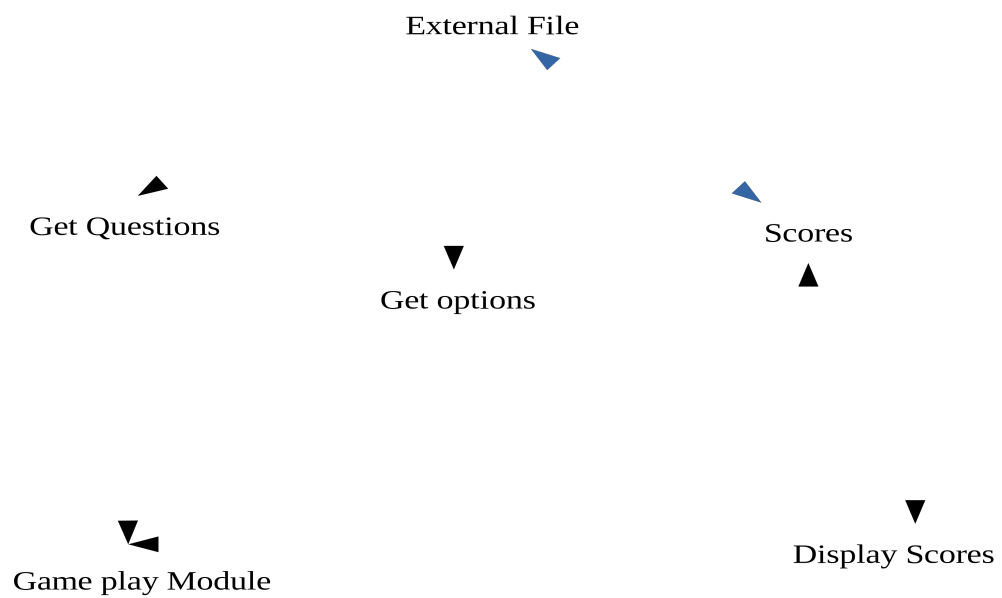 External File
Get Questions
Scores
Get options
Display Scores
Game play Module